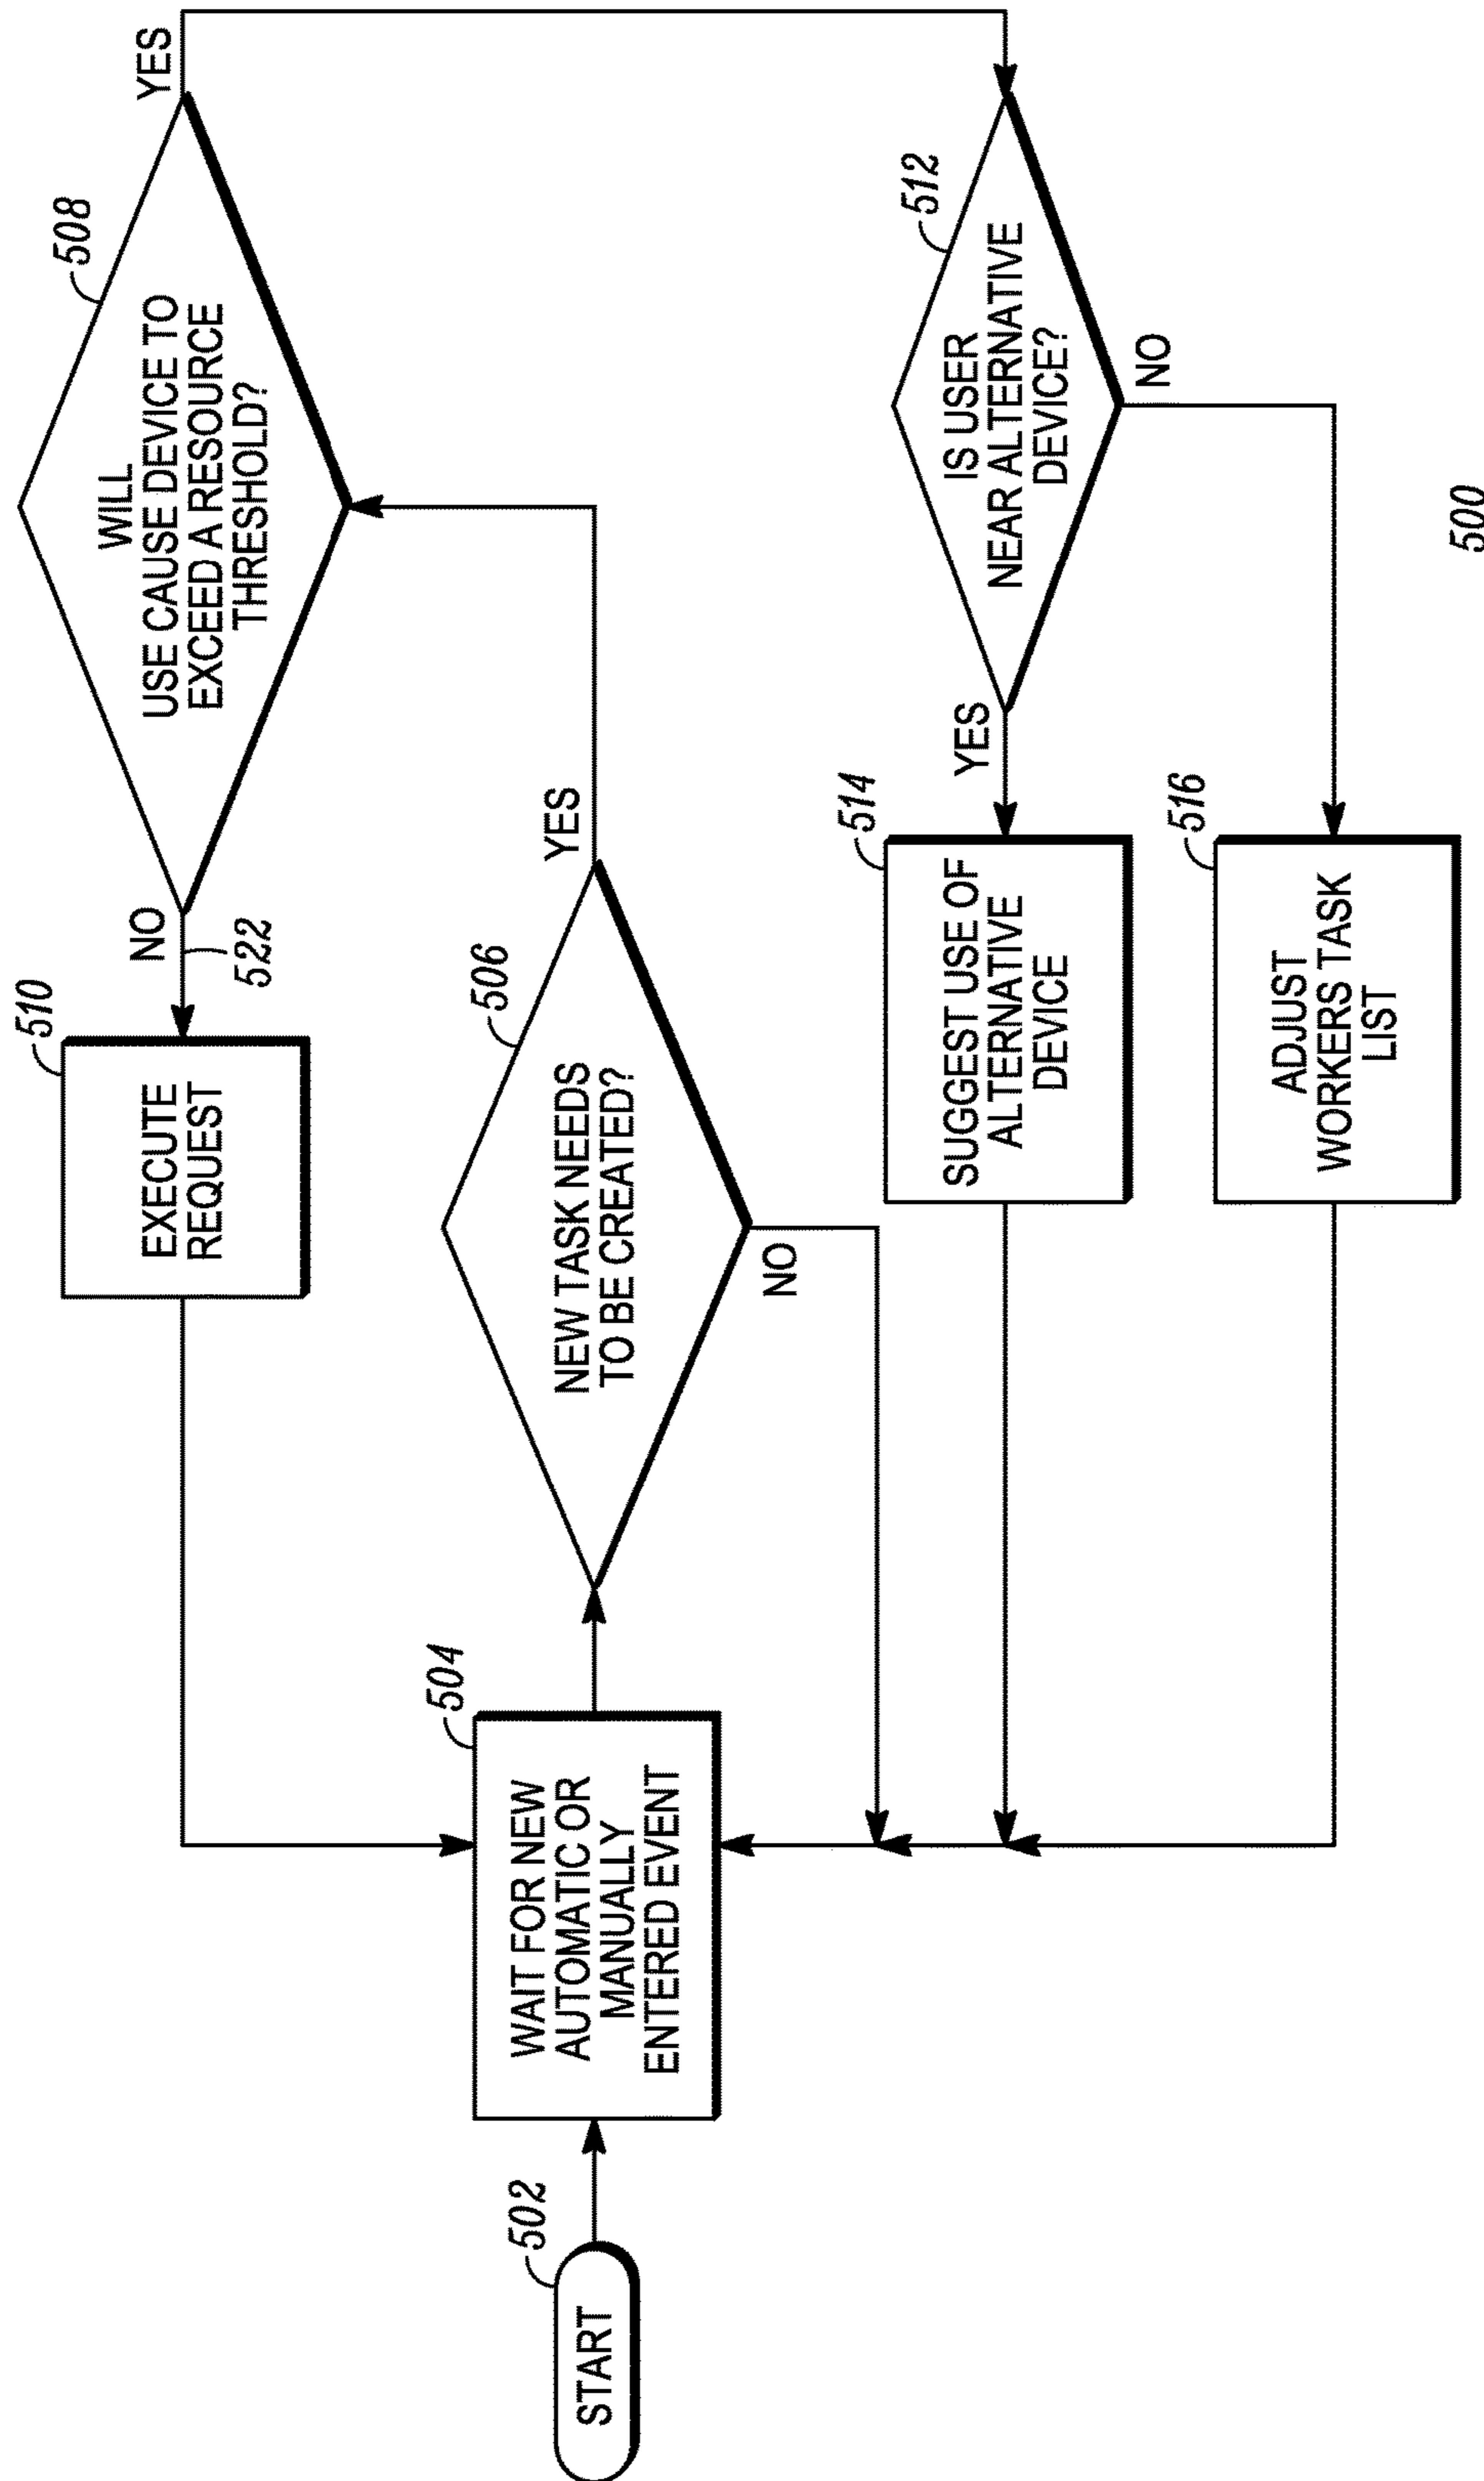 502
START
504
WAIT FOR NEW
AUTOMATIC OR
MANUALLY
ENTERED EVENT
506
NEW TASK NEEDS
TO BE CREATED?
YES
NO
508
WILL
USE CAUSE DEVICE TO
EXCEED A RESOURCE
THRESHOLD?
YES
NO
522
510
EXECUTE
REQUEST
512
IS USER
NEAR ALTERNATIVE
DEVICE?
YES
NO
514
SUGGEST USE OF
ALTERNATIVE
DEVICE
516
ADJUST
WORKERS TASK
LIST
500